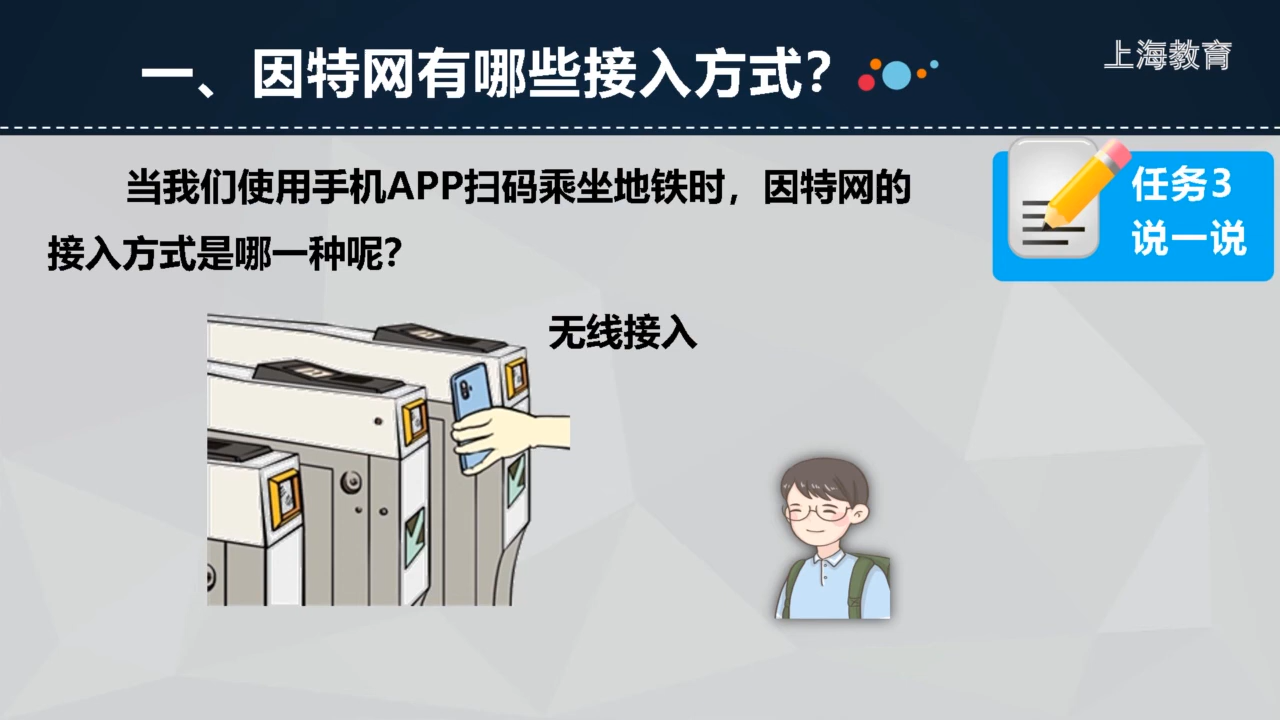 一、因特网有哪些接入方式？
上海教育
当我们使用手机APP扫码乘坐地铁时，因特网的
接入方式是哪一种呢？
任务3
说一说
无线接入